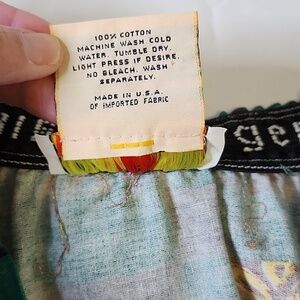 100% COTTON
MACHINE WASH COLD
WATER. TUMBLE DRY.
LIGHT PRESS IF DESIRE.
NO BLEACH. WASH
SEPARATELY.
MADE IN U.S.A.
OF IMPORTED FABRIC